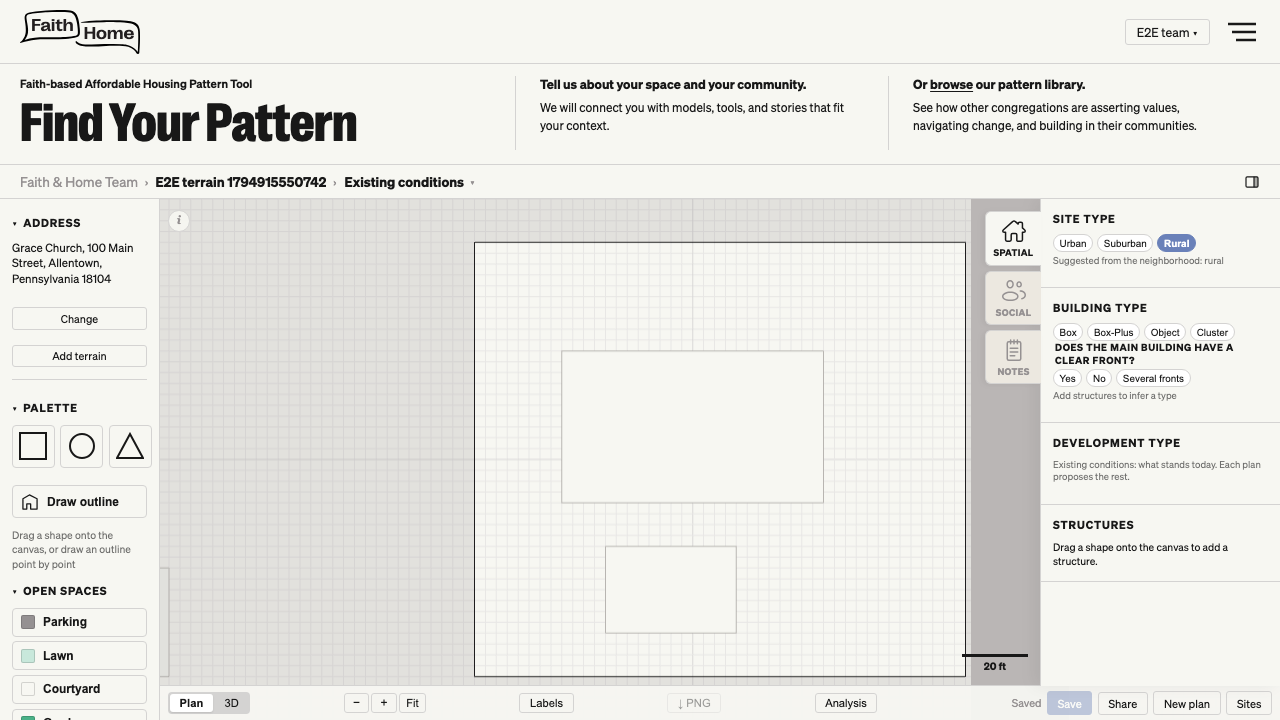 Faith
Home
E2E team ▾
Faith-based Affordable Housing Pattern Tool
Find Your Pattern
Tell us about your space and your community.
We will connect you with models, tools, and stories that fit
your context.
Or browse our pattern library.
See how other congregations are asserting values,
navigating change, and building in their communities.
Faith & Home Team › E2E terrain 1794915550742 › Existing conditions ▾
▾ ADDRESS
Grace Church, 100 Main
Street, Allentown,
Pennsylvania 18104
Change
Add terrain
▾ PALETTE
Draw outline
Drag a shape onto the
canvas, or draw an outline
point by point
▾ OPEN SPACES
Parking
Lawn
Courtyard
i
20 ft
SPATIAL
SOCIAL
NOTES
SITE TYPE
Urban Suburban Rural
Suggested from the neighborhood: rural
BUILDING TYPE
Box Box-Plus Object Cluster
DOES THE MAIN BUILDING HAVE A
CLEAR FRONT?
Yes No Several fronts
Add structures to infer a type
DEVELOPMENT TYPE
Existing conditions: what stands today. Each plan
proposes the rest.
STRUCTURES
Drag a shape onto the canvas to add a
structure.
Plan 3D − + Fit Labels ↓ PNG Analysis Saved Save Share New plan Sites